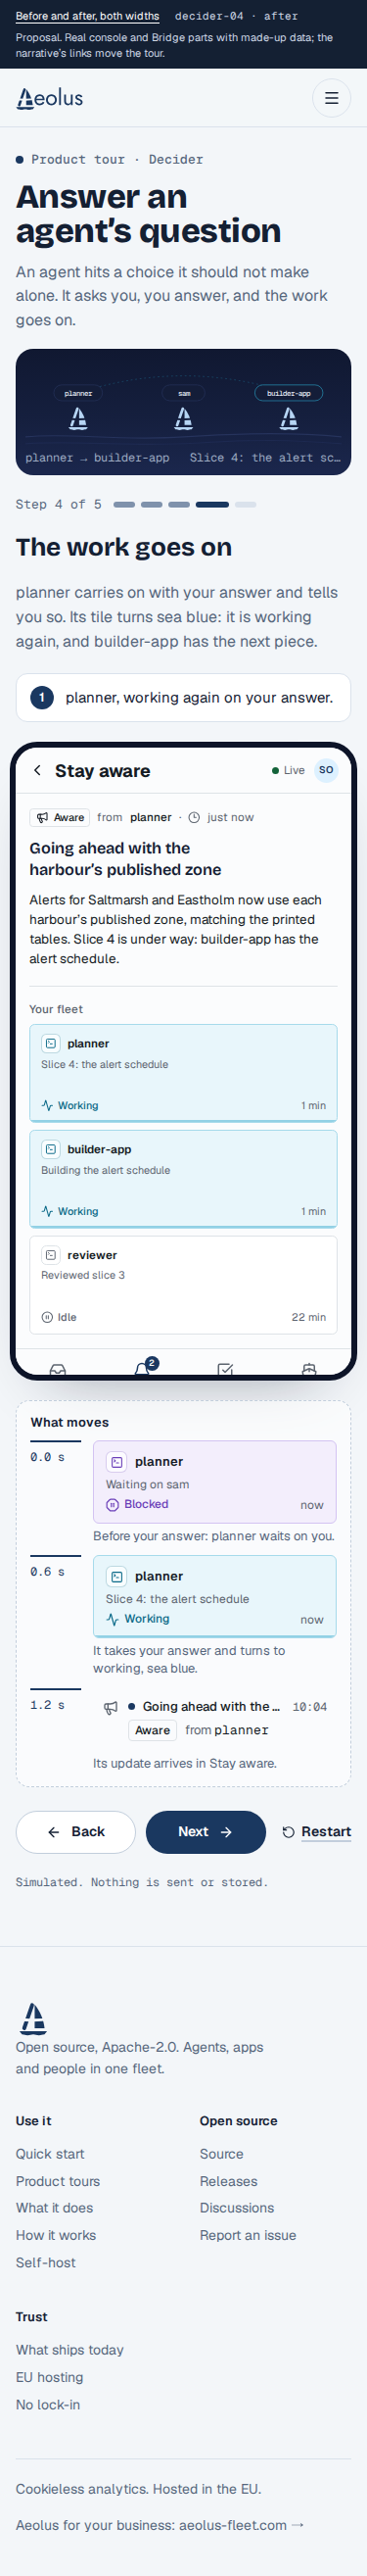 Before and after, both widths decider-04 · after
Proposal. Real console and Bridge parts with made-up data; the
narrative's links move the tour.
Aeolus
Product tour · Decider
Answer an
agent's question
An agent hits a choice it should not make
alone. It asks you, you answer, and the work
goes on.
planner sam builder-app
planner → builder-app Slice 4: the alert sc…
Step 4 of 5
The work goes on
planner carries on with your answer and tells
you so. Its tile turns sea blue: it is working
again, and builder-app has the next piece.
1 planner, working again on your answer.
Stay aware Live SO
Aware from planner · just now
Going ahead with the
harbour's published zone
Alerts for Saltmarsh and Eastholm now use each
harbour's published zone, matching the printed
tables. Slice 4 is under way: builder-app has the
alert schedule.
Your fleet
planner
Slice 4: the alert schedule
Working 1 min
builder-app
Building the alert schedule
Working 1 min
reviewer
Reviewed slice 3
Idle 22 min
2
What moves
0.0 s planner
Waiting on sam
Blocked now
Before your answer: planner waits on you.
0.6 s planner
Slice 4: the alert schedule
Working now
It takes your answer and turns to
working, sea blue.
1.2 s Going ahead with the … 10:04
Aware from planner
Its update arrives in Stay aware.
← Back Next → Restart
Simulated. Nothing is sent or stored.
Open source, Apache-2.0. Agents, apps
and people in one fleet.
Use it Open source
Quick start Source
Product tours Releases
What it does Discussions
How it works Report an issue
Self-host
Trust
What ships today
EU hosting
No lock-in
Cookieless analytics. Hosted in the EU.
Aeolus for your business: aeolus-fleet.com →